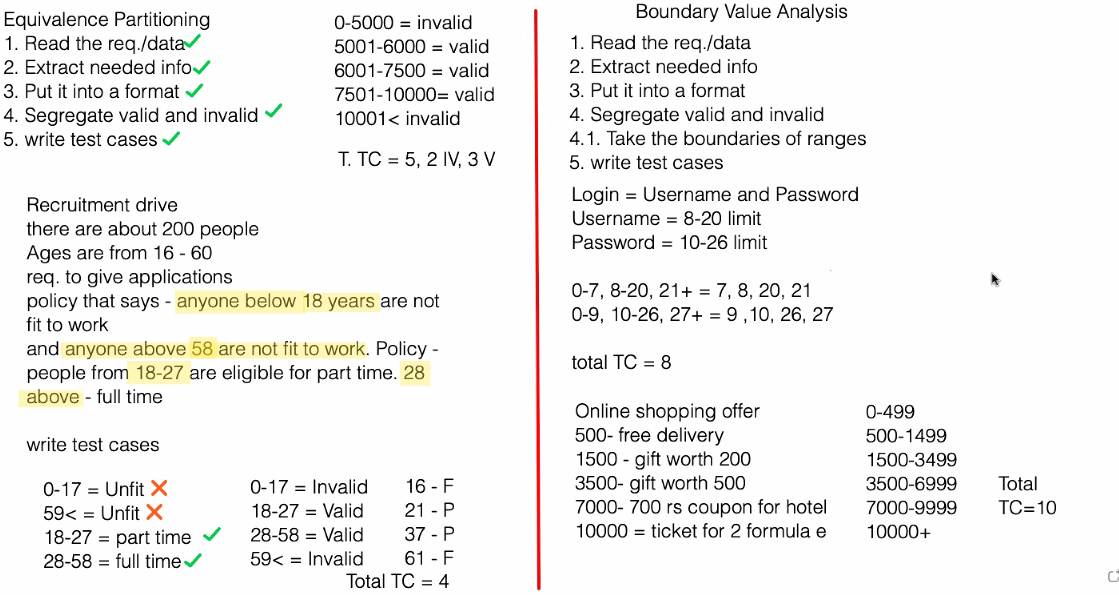 Equivalence Partitioning
1. Read the req./data
2. Extract needed info
3. Put it into a format
4. Segregate valid and invalid
5. write test cases
0-5000 = invalid
5001-6000 = valid
6001-7500 = valid
7501-10000= valid
10001< invalid
T. TC = 5, 2 IV, 3 V
Recruitment drive
there are about 200 people
Ages are from 16 - 60
req. to give applications
policy that says - anyone below 18 years are not
fit to work
and anyone above 58 are not fit to work. Policy -
people from 18-27 are eligible for part time. 28
above - full time
write test cases
0-17 = Unfit
59< = Unfit
18-27 = part time
28-58 = full time
0-17 = Invalid
18-27 = Valid
28-58 = Valid
59< = Invalid
16 - F
21 - P
37 - P
61 - F
Total TC = 4
Boundary Value Analysis
1. Read the req./data
2. Extract needed info
3. Put it into a format
4. Segregate valid and invalid
4.1. Take the boundaries of ranges
5. write test cases
Login = Username and Password
Username = 8-20 limit
Password = 10-26 limit
0-7, 8-20, 21+ = 7, 8, 20, 21
0-9, 10-26, 27+ = 9 ,10, 26, 27
total TC = 8
Online shopping offer
500- free delivery
1500 - gift worth 200
3500- gift worth 500
7000- 700 rs coupon for hotel
10000 = ticket for 2 formula e
0-499
500-1499
1500-3499
3500-6999
7000-9999
10000+
Total
TC=10